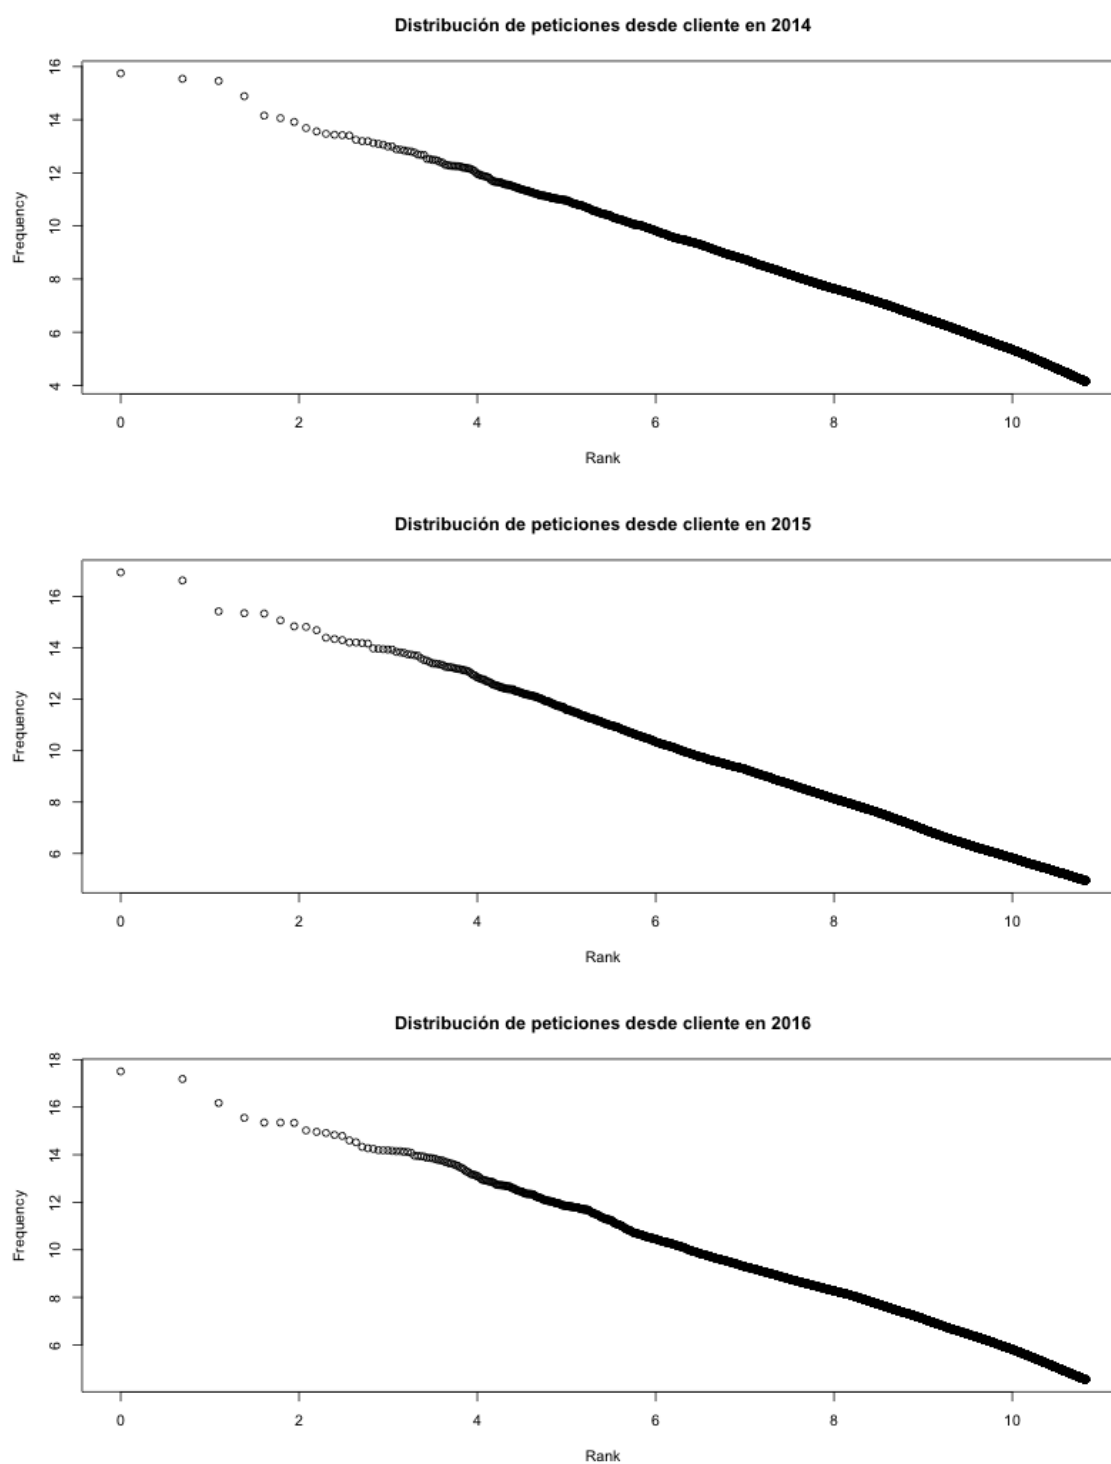 Distribución de peticiones desde cliente en 2014
16
14
12
10
8
6
4
Frequency
0 2 4 6 8 10
Rank
Distribución de peticiones desde cliente en 2015
16
14
12
10
8
6
Frequency
0 2 4 6 8 10
Rank
Distribución de peticiones desde cliente en 2016
18
16
14
12
10
8
6
Frequency
0 2 4 6 8 10
Rank